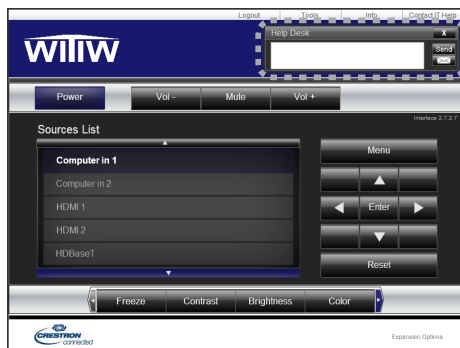 Logout Tools Info Contact IT Help
WITIW
Help Desk X
Send
Power Vol - Mute Vol +
Interface 2.7.2.7
Sources List
Computer in 1
Menu
Computer in 2
HDMI 1
Enter
HDMI 2
HDBaseT
Reset
Freeze Contrast Brightness Color
CRESTRON
connected
Expansion Options